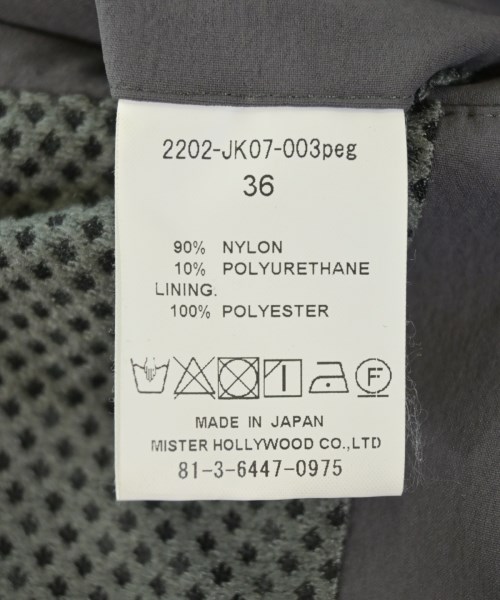 2202-JK07-003peg
36
90% NYLON
10% POLYURETHANE
LINING.
100% POLYESTER
F
MADE IN JAPAN
MISTER HOLLYWOOD CO.,LTD
81-3-6447-0975